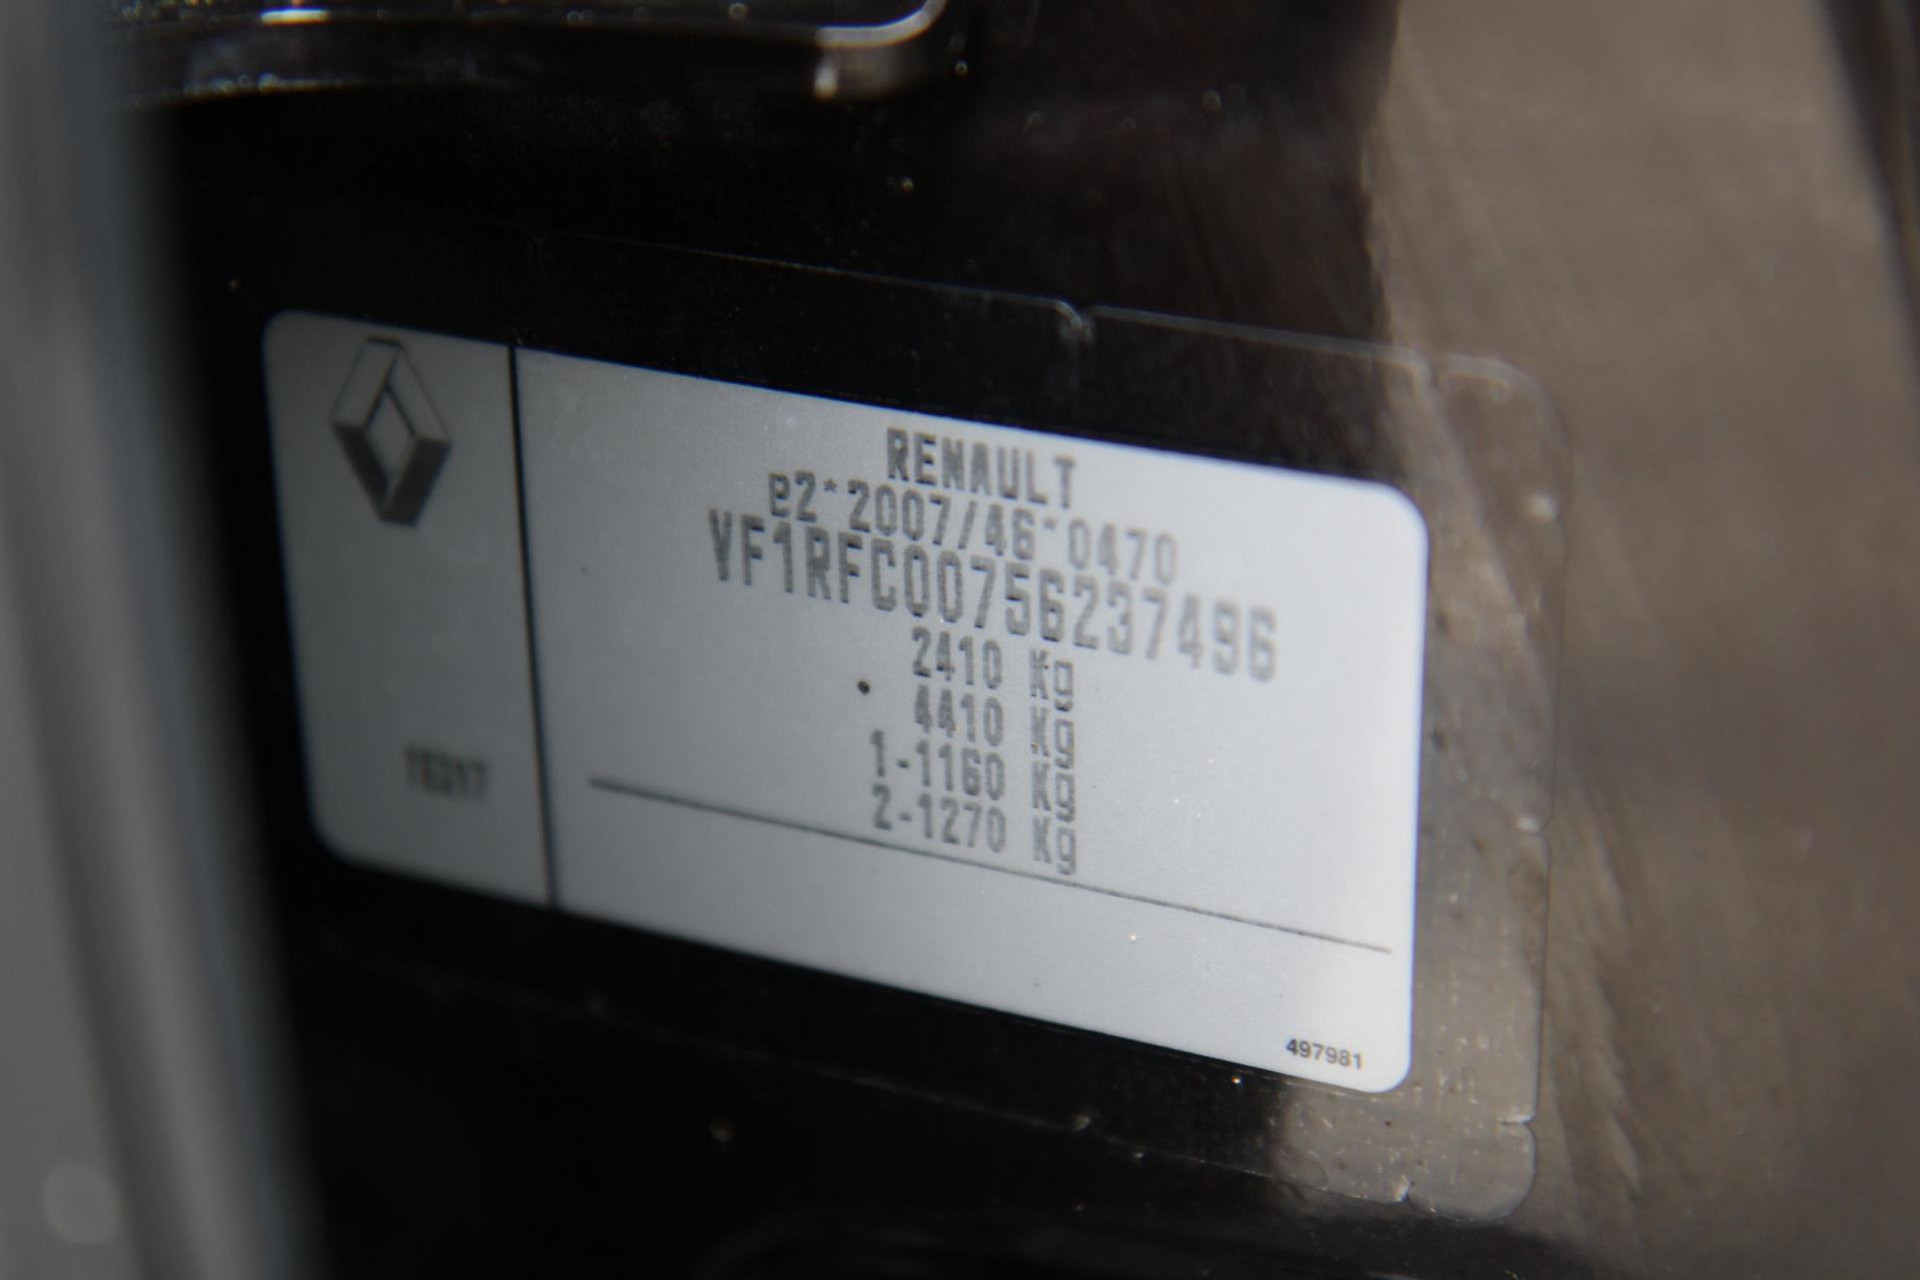 RENAULT
e2*2007/46*0470
VF1RFC00756237496
2410 Kg
4410 Kg
1-1160 Kg
2-1270 Kg
497981